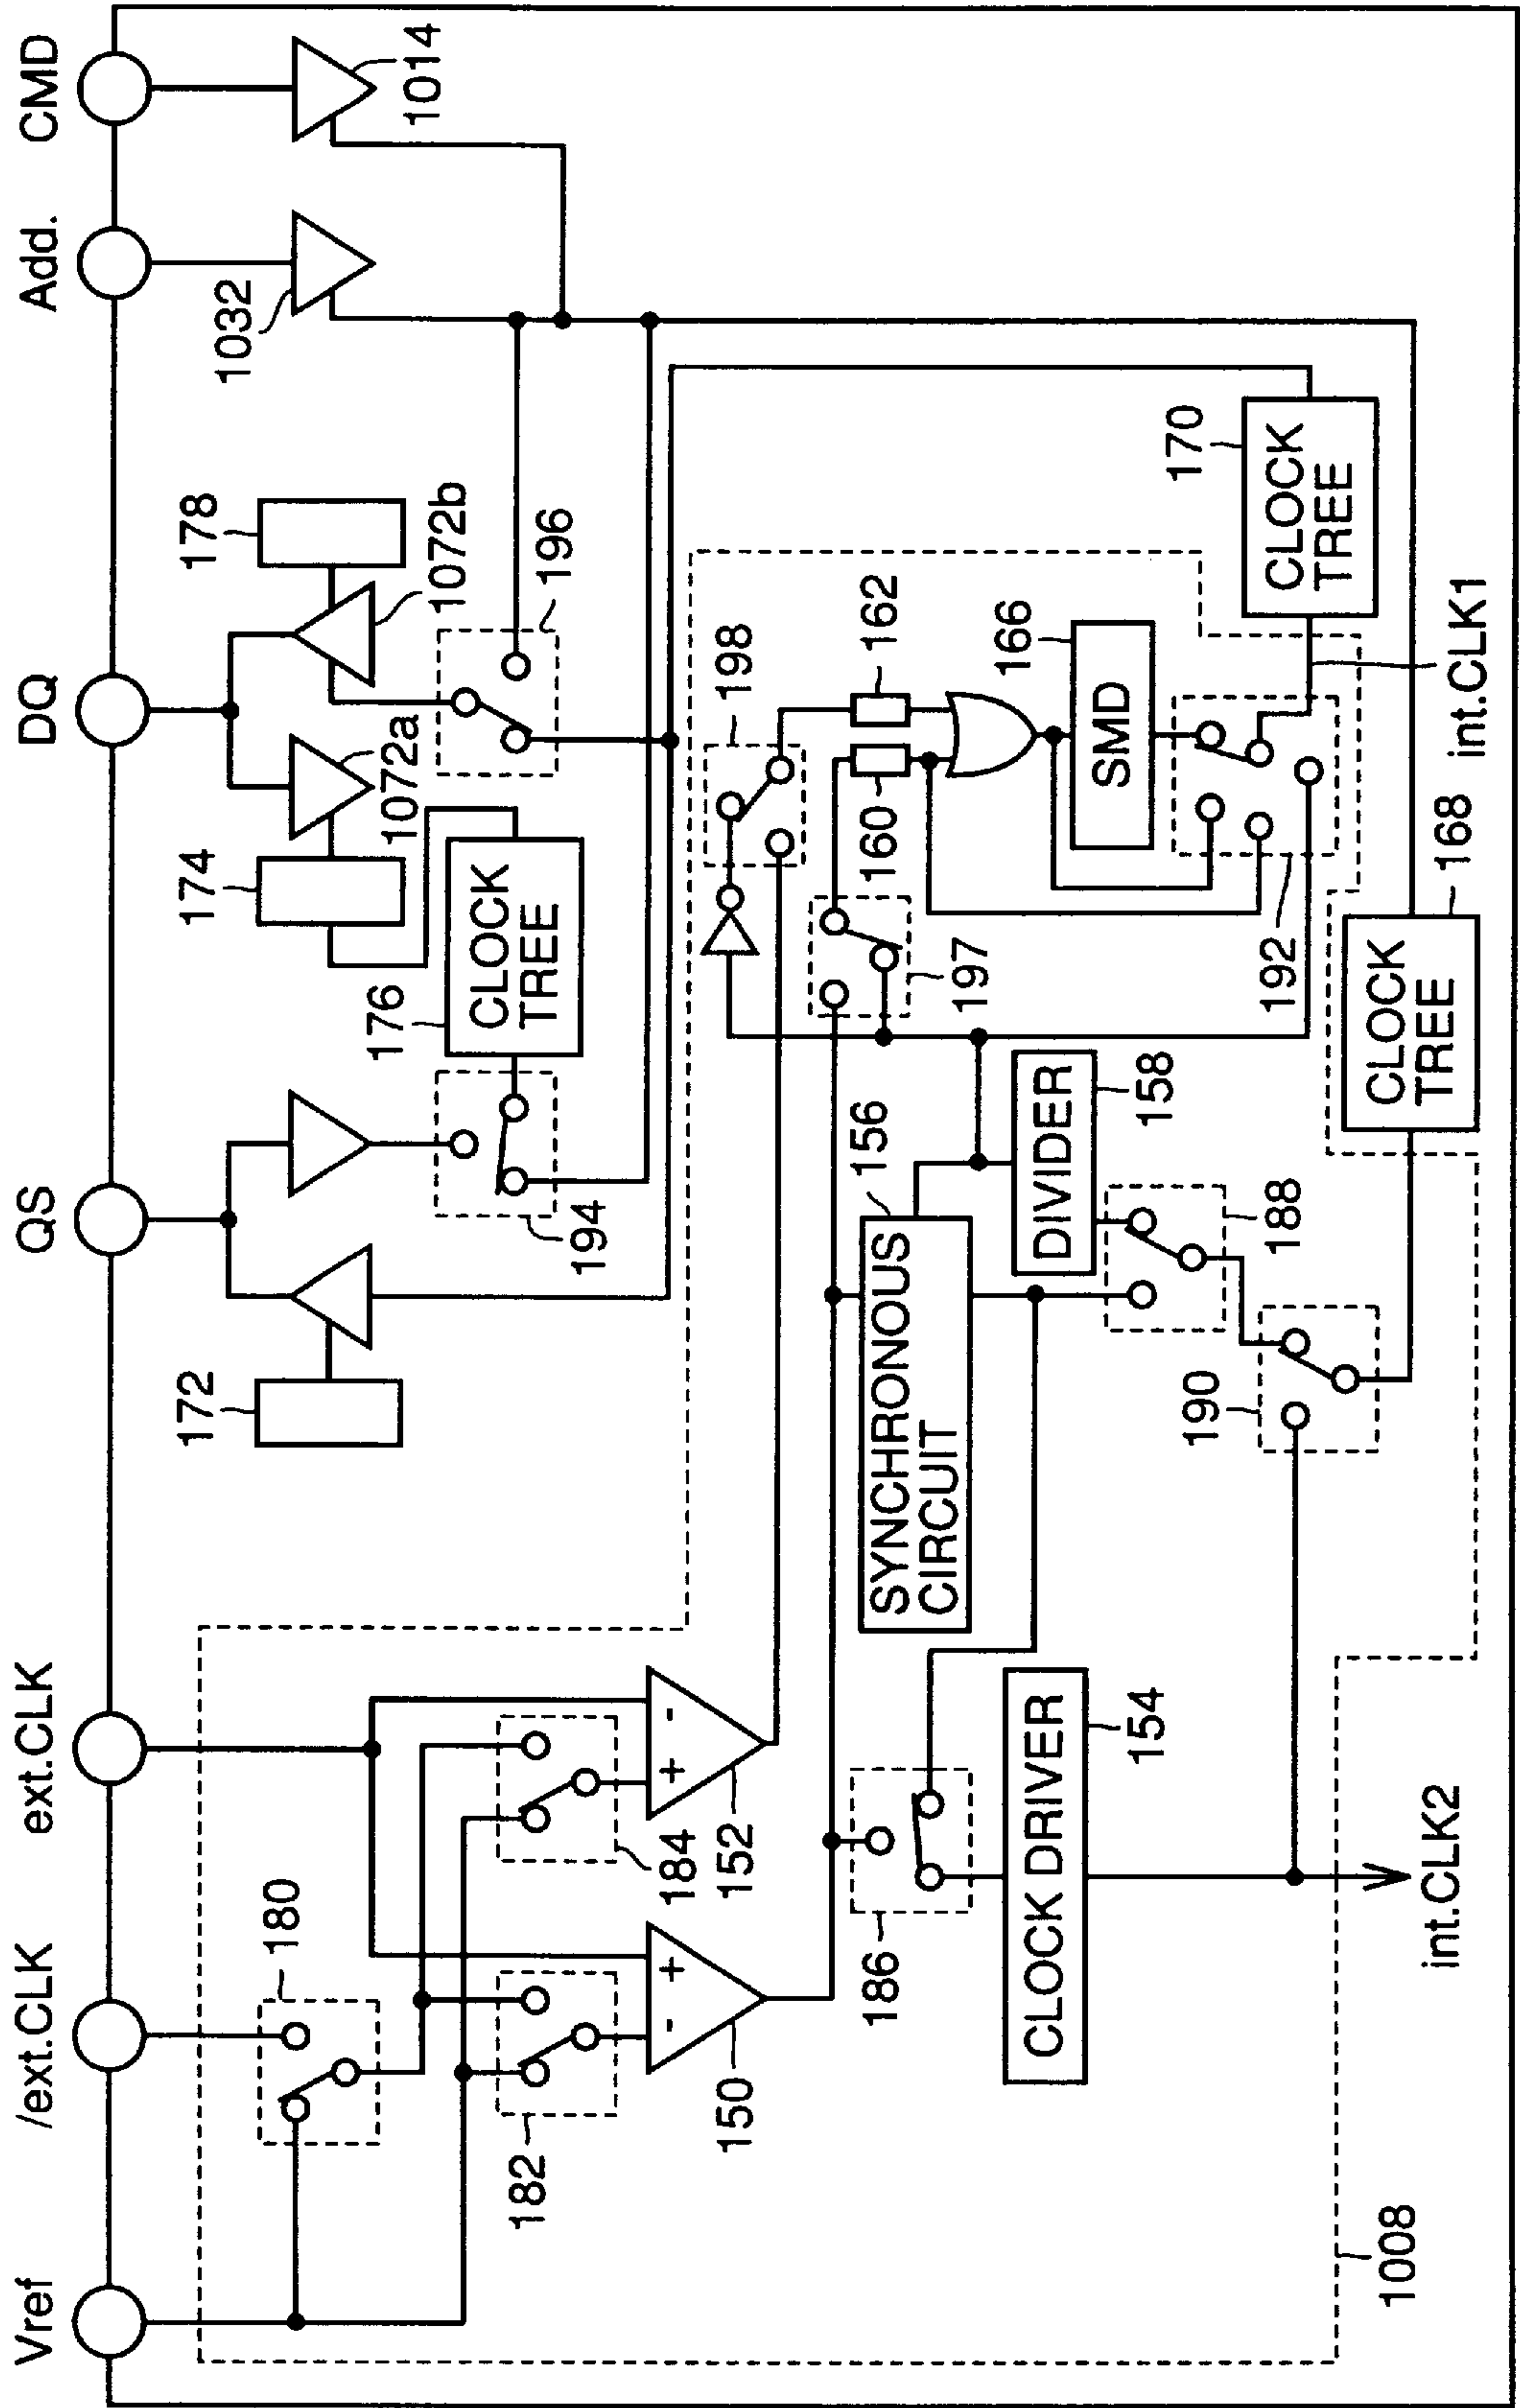 Vref
/ext.CLK
ext.CLK
QS
DQ
Add.
CMD
172
174
176
CLOCK
TREE
178
1072a
1072b
1032
1014
194
196
180
182
184
150
152
198
197
160
162
166
SMD
192
170
CLOCK
TREE
int.CLK1
156
SYNCHRONOUS
CIRCUIT
DIVIDER
158
188
190
168
CLOCK
TREE
186
CLOCK DRIVER
154
int.CLK2
1008
+
-
+
-